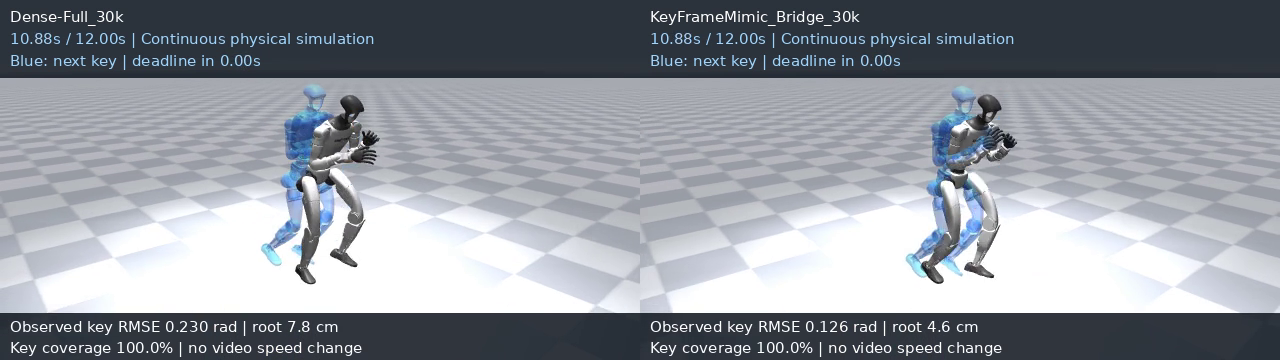 Dense-Full_30k
10.88s / 12.00s | Continuous physical simulation
Blue: next key | deadline in 0.00s
Observed key RMSE 0.230 rad | root 7.8 cm
Key coverage 100.0% | no video speed change
KeyFrameMimic_Bridge_30k
10.88s / 12.00s | Continuous physical simulation
Blue: next key | deadline in 0.00s
Observed key RMSE 0.126 rad | root 4.6 cm
Key coverage 100.0% | no video speed change